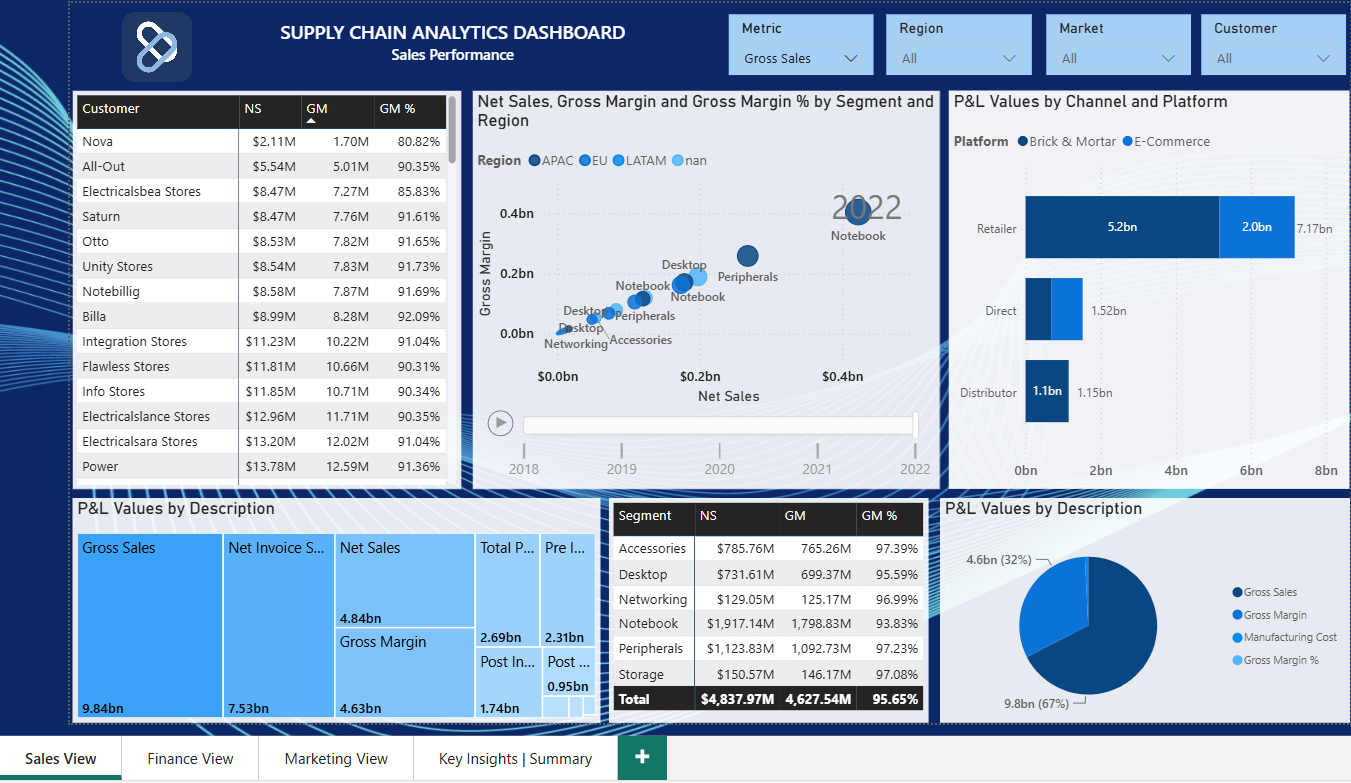 SUPPLY CHAIN ANALYTICS DASHBOARD
Sales Performance
Metric
Gross Sales
Region
All
Market
All
Customer
All
Customer NS GM GM %
Nova $2.11M 1.70M 80.82%
All-Out $5.54M 5.01M 90.35%
Electricalsbea Stores $8.47M 7.27M 85.83%
Saturn $8.47M 7.76M 91.61%
Otto $8.53M 7.82M 91.65%
Unity Stores $8.54M 7.83M 91.73%
Notebillig $8.58M 7.87M 91.69%
Billa $8.99M 8.28M 92.09%
Integration Stores $11.23M 10.22M 91.04%
Flawless Stores $11.81M 10.66M 90.31%
Info Stores $11.85M 10.71M 90.34%
Electricalslance Stores $12.96M 11.71M 90.35%
Electricalsara Stores $13.20M 12.02M 91.04%
Power $13.78M 12.59M 91.36%
Net Sales, Gross Margin and Gross Margin % by Segment and
Region
Region APAC EU LATAM nan
2022
0.4bn
Notebook
Gross Margin
Desktop
0.2bn
Peripherals
Notebook
Notebook
Desktop
Peripherals
0.0bn
Desktop
Accessories
Networking
$0.0bn $0.2bn $0.4bn
Net Sales
2018 2019 2020 2021 2022
P&L Values by Channel and Platform
Platform Brick & Mortar E-Commerce
Retailer 5.2bn 2.0bn 7.17bn
Direct 1.52bn
Distributor 1.1bn 1.15bn
0bn 2bn 4bn 6bn 8bn
P&L Values by Description
Gross Sales
9.84bn
Net Invoice S...
7.53bn
Net Sales
4.84bn
Gross Margin
4.63bn
Total P...
2.69bn
Pre I...
2.31bn
Post In...
1.74bn
Post ...
0.95bn
Segment NS GM GM %
Accessories $785.76M 765.26M 97.39%
Desktop $731.61M 699.37M 95.59%
Networking $129.05M 125.17M 96.99%
Notebook $1,917.14M 1,798.83M 93.83%
Peripherals $1,123.83M 1,092.73M 97.23%
Storage $150.57M 146.17M 97.08%
Total $4,837.97M 4,627.54M 95.65%
P&L Values by Description
4.6bn (32%)
9.8bn (67%)
Gross Sales
Gross Margin
Manufacturing Cost
Gross Margin %
Sales View Finance View Marketing View Key Insights | Summary +